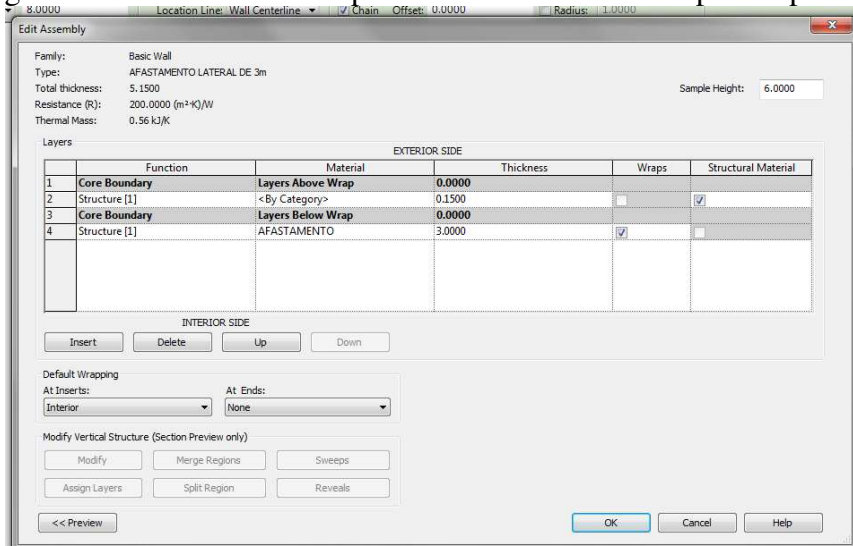 8.0000 Location Line: Wall Centerline Chain Offset: 0.0000 Radius: 1.0000
Edit Assembly
Family: Basic Wall
Type: AFASTAMENTO LATERAL DE 3m
Total thickness: 5.1500 Sample Height: 6.0000
Resistance (R): 200.0000 (m²·K)/W
Thermal Mass: 0.56 kJ/K
Layers
EXTERIOR SIDE
Function Material Thickness Wraps Structural Material
1 Core Boundary Layers Above Wrap 0.0000
2 Structure [1] <By Category> 0.1500
3 Core Boundary Layers Below Wrap 0.0000
4 Structure [1] AFASTAMENTO 3.0000
INTERIOR SIDE
Insert Delete Up Down
Default Wrapping
At Inserts: At Ends:
Interior None
Modify Vertical Structure (Section Preview only)
Modify Merge Regions Sweeps
Assign Layers Split Region Reveals
<< Preview OK Cancel Help